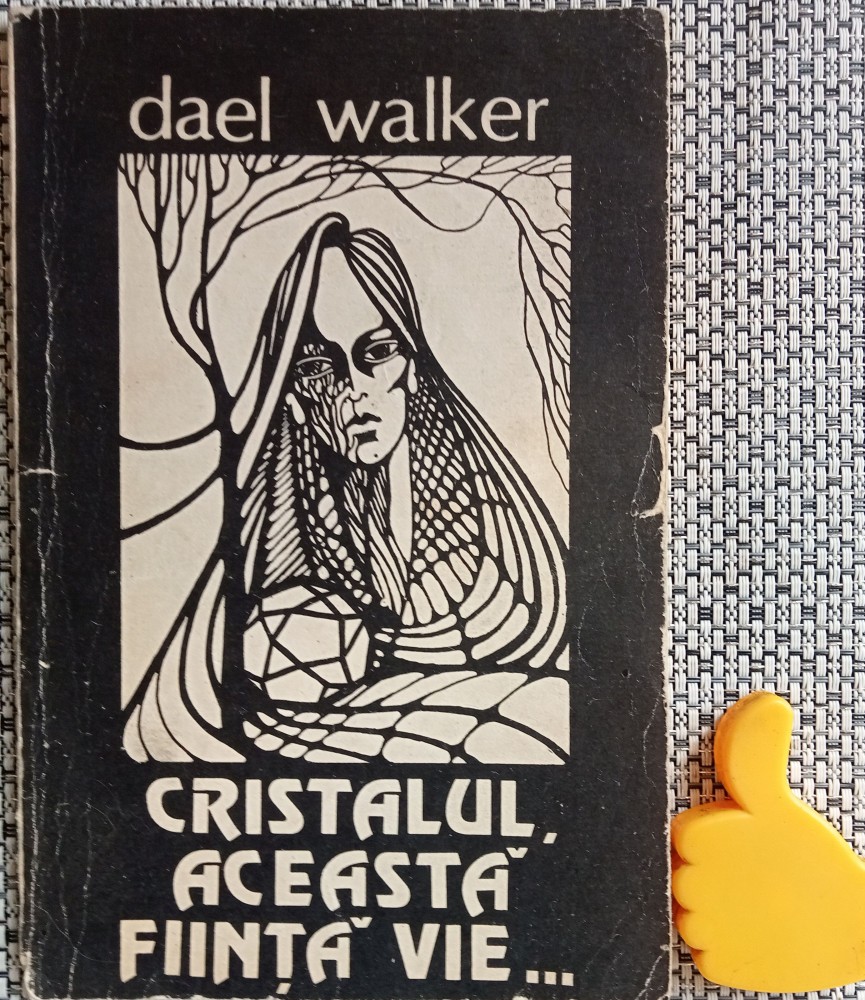 dael walker
CRISTALUL,
ACEASTĂ
FIINȚĂ VIE...